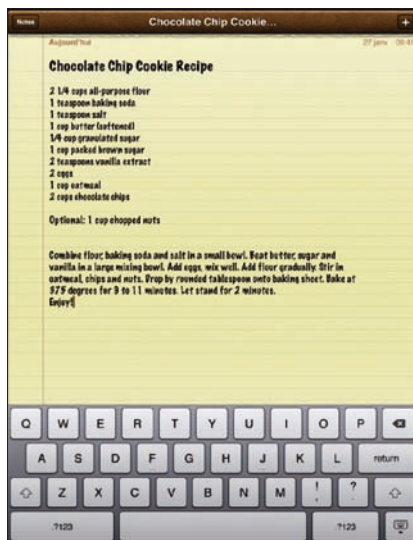 Notes
Chocolate Chip Cookie...
+
Aujourd'hui
27 janv. 09:41
Chocolate Chip Cookie Recipe
2 1/4 cups all-purpose flour
1 teaspoon baking soda
1 teaspoon salt
1 cup butter (softened)
1/4 cup granulated sugar
1 cup packed brown sugar
2 teaspoons vanilla extract
2 eggs
1 cup oatmeal
2 cups chocolate chips
Optional: 1 cup chopped nuts
Combine flour, baking soda and salt in a small bowl. Beat butter, sugar and
vanilla in a large mixing bowl. Add eggs, mix well. Add flour gradually. Stir in
oatmeal, chips and nuts. Drop by rounded tablespoon onto baking sheet. Bake at
375 degrees for 9 to 11 minutes. Let stand for 2 minutes.
Enjoy!
Q W E R T Y U I O P
A S D F G H J K L return
Z X C V B N M ! , ? .
.?123 .?123